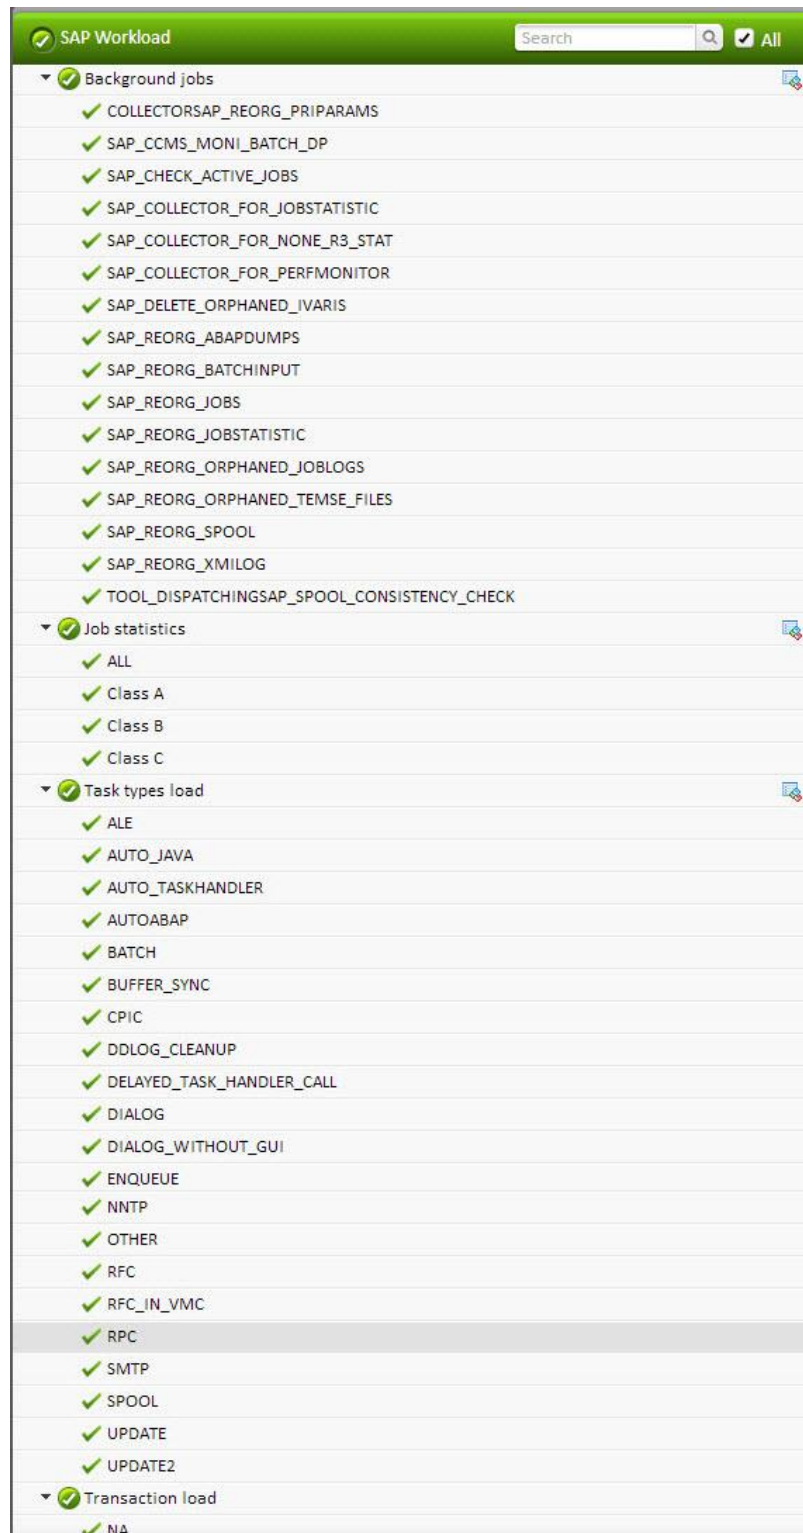 SAP Workload Search All
Background jobs
COLLECTORSAP_REORG_PRIPARAMS
SAP_CCMS_MONI_BATCH_DP
SAP_CHECK_ACTIVE_JOBS
SAP_COLLECTOR_FOR_JOBSTATISTIC
SAP_COLLECTOR_FOR_NONE_R3_STAT
SAP_COLLECTOR_FOR_PERFMONITOR
SAP_DELETE_ORPHANED_IVARIS
SAP_REORG_ABAPDUMPS
SAP_REORG_BATCHINPUT
SAP_REORG_JOBS
SAP_REORG_JOBSTATISTIC
SAP_REORG_ORPHANED_JOBLOGS
SAP_REORG_ORPHANED_TEMSE_FILES
SAP_REORG_SPOOL
SAP_REORG_XMILOG
TOOL_DISPATCHINGSAP_SPOOL_CONSISTENCY_CHECK
Job statistics
ALL
Class A
Class B
Class C
Task types load
ALE
AUTO_JAVA
AUTO_TASKHANDLER
AUTOABAP
BATCH
BUFFER_SYNC
CPIC
DDLOG_CLEANUP
DELAYED_TASK_HANDLER_CALL
DIALOG
DIALOG_WITHOUT_GUI
ENQUEUE
NNTP
OTHER
RFC
RFC_IN_VMC
RPC
SMTP
SPOOL
UPDATE
UPDATE2
Transaction load
NA